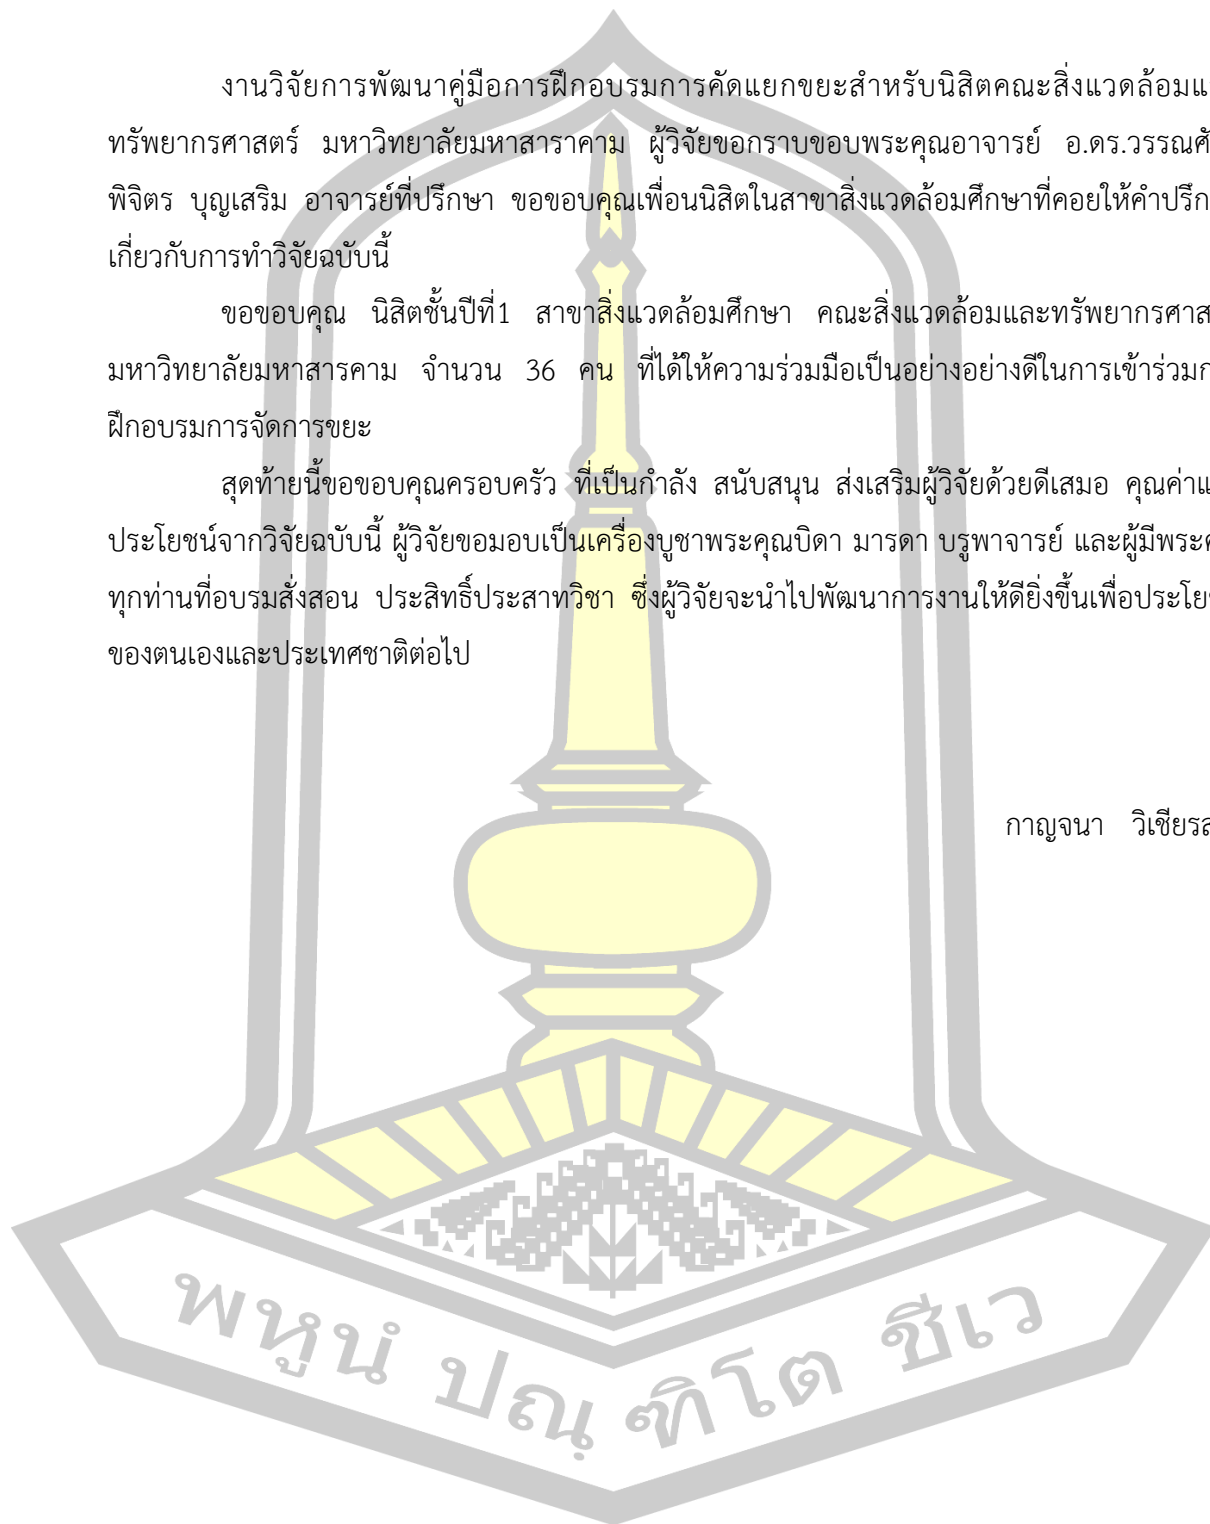 งานวิจัยการพัฒนาคู่มือการฝึกอบรมการคัดแยกขยะสำหรับนิสิตคณะสิ่งแวดล้อมแ
ทรัพยากรศาสตร์ มหาวิทยาลัยมหาสาราคาม ผู้วิจัยขอกราบขอบพระคุณอาจารย์ อ.ดร.วรรณศั
พิจิตร บุญเสริม อาจารย์ที่ปรึกษา ขอขอบคุณเพื่อนนิสิตในสาขาสิ่งแวดล้อมศึกษาที่คอยให้คำปรึก
เกี่ยวกับการทำวิจัยฉบับนี้
ขอขอบคุณ นิสิตชั้นปีที่1 สาขาสิ่งแวดล้อมศึกษา คณะสิ่งแวดล้อมและทรัพยากรศาส
มหาวิทยาลัยมหาสารคาม จำนวน 36 คน ที่ได้ให้ความร่วมมือเป็นอย่างอย่างดีในการเข้าร่วมก
ฝึกอบรมการจัดการขยะ
สุดท้ายนี้ขอขอบคุณครอบครัว ที่เป็นกำลัง สนับสนุน ส่งเสริมผู้วิจัยด้วยดีเสมอ คุณค่าแ
ประโยชน์จากวิจัยฉบับนี้ ผู้วิจัยขอมอบเป็นเครื่องบูชาพระคุณบิดา มารดา บรูพาจารย์ และผู้มีพระค
ทุกท่านที่อบรมสั่งสอน ประสิทธิ์ประสาทวิชา ซึ่งผู้วิจัยจะนำไปพัฒนาการงานให้ดียิ่งขึ้นเพื่อประโย
ของตนเองและประเทศชาติต่อไป
กาญจนา วิเชียรส
พหูนํ ปณฺฑิโต ชีเว